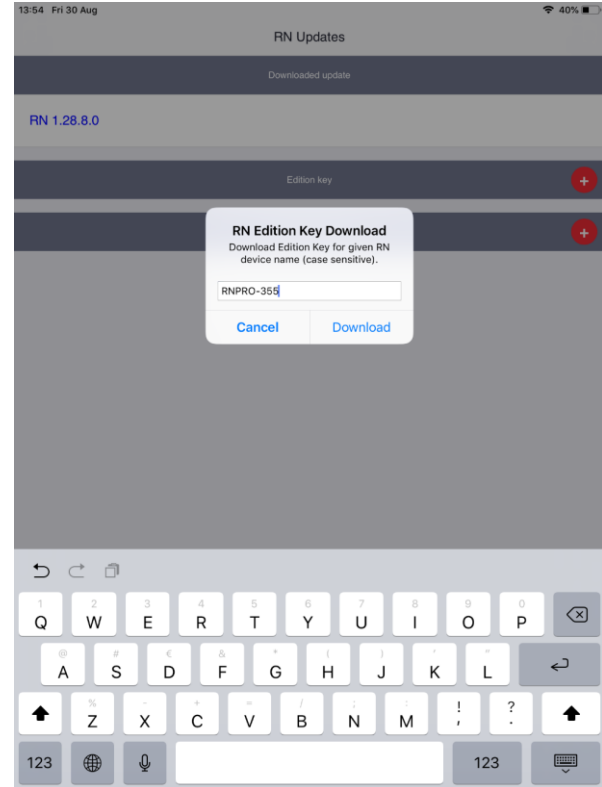 13:54 Fri 30 Aug 40%
RN Updates
Downloaded update
RN 1.28.8.0
Edition key
+
+
RN Edition Key Download
Download Edition Key for given RN
device name (case sensitive).
RNPRO-355
Cancel Download
1 2 3 4 5 6 7 8 9 0
Q W E R T Y U I O P
@ # € & * ( ) ' "
A S D F G H J K L
% - + = / ; :
Z X C V B N M ! , ? .
123 123